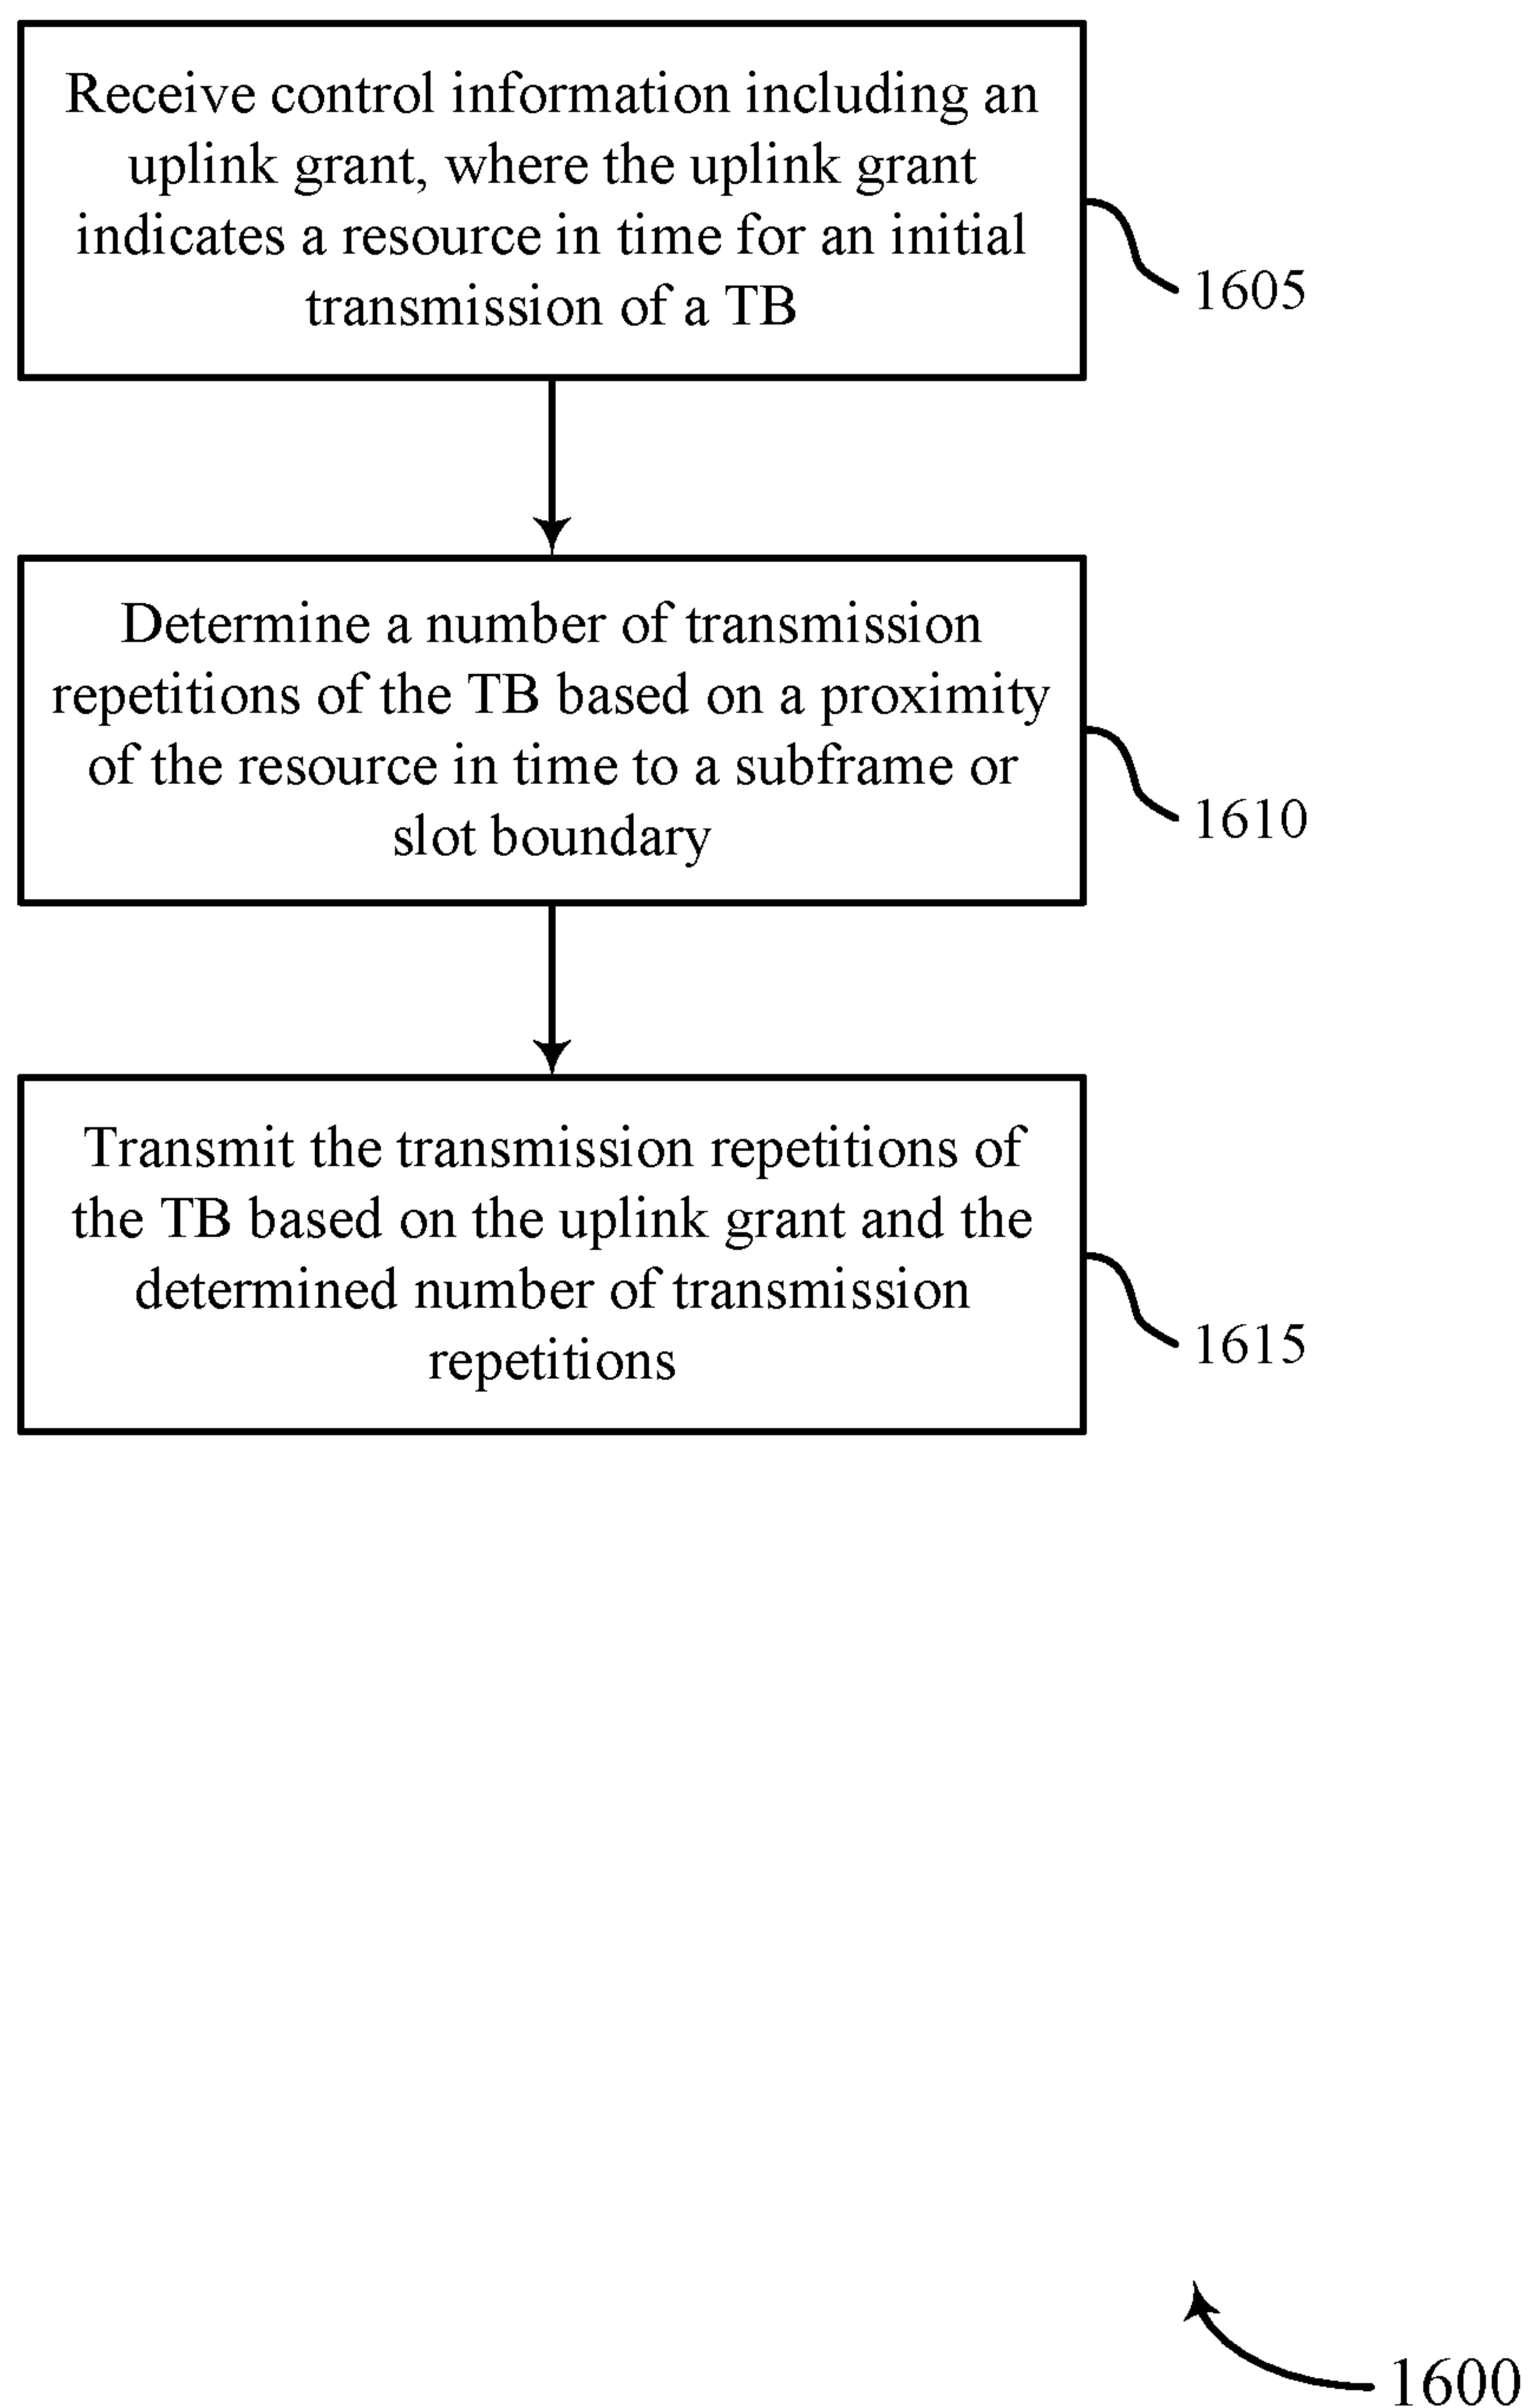 Receive control information including an
uplink grant, where the uplink grant
indicates a resource in time for an initial
transmission of a TB
1605
Determine a number of transmission
repetitions of the TB based on a proximity
of the resource in time to a subframe or
slot boundary
1610
Transmit the transmission repetitions of
the TB based on the uplink grant and the
determined number of transmission
repetitions
1615
1600